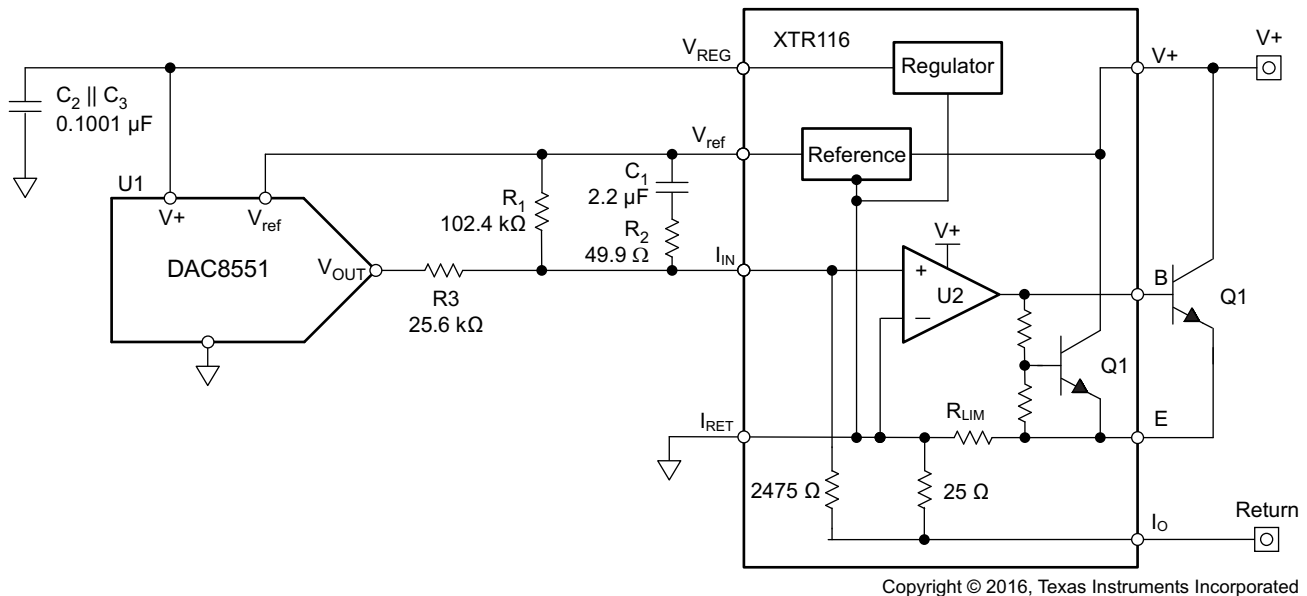 XTR116
V+
V+
V_REG
Regulator
C₂ || C₃
0.1001 µF
V_ref
Reference
C₁
2.2 µF
U1
V+
V_ref
R₁
102.4 kΩ
R₂
49.9 Ω
V+
DAC8551
V_OUT
I_IN
+
U2
−
B
Q1
R3
25.6 kΩ
Q1
R_LIM
I_RET
E
2475 Ω
25 Ω
I_O
Return
Copyright © 2016, Texas Instruments Incorporated